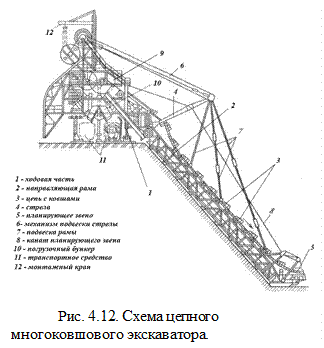 12
9
10
6
4
2
7
3
8
5
11
1
1 - ходовая часть
2 - направляющая рама
3 - цепь с ковшами
4 - стрела
5 - планирующее звено
6- механизм подвески стрелы
7 - подвеска рамы
8 - канат планирующего звена
10 - погрузочный бункер
11 - транспортное средство
12 - монтажный кран
Рис. 4.12. Схема цепного
многоковшового экскаватора.